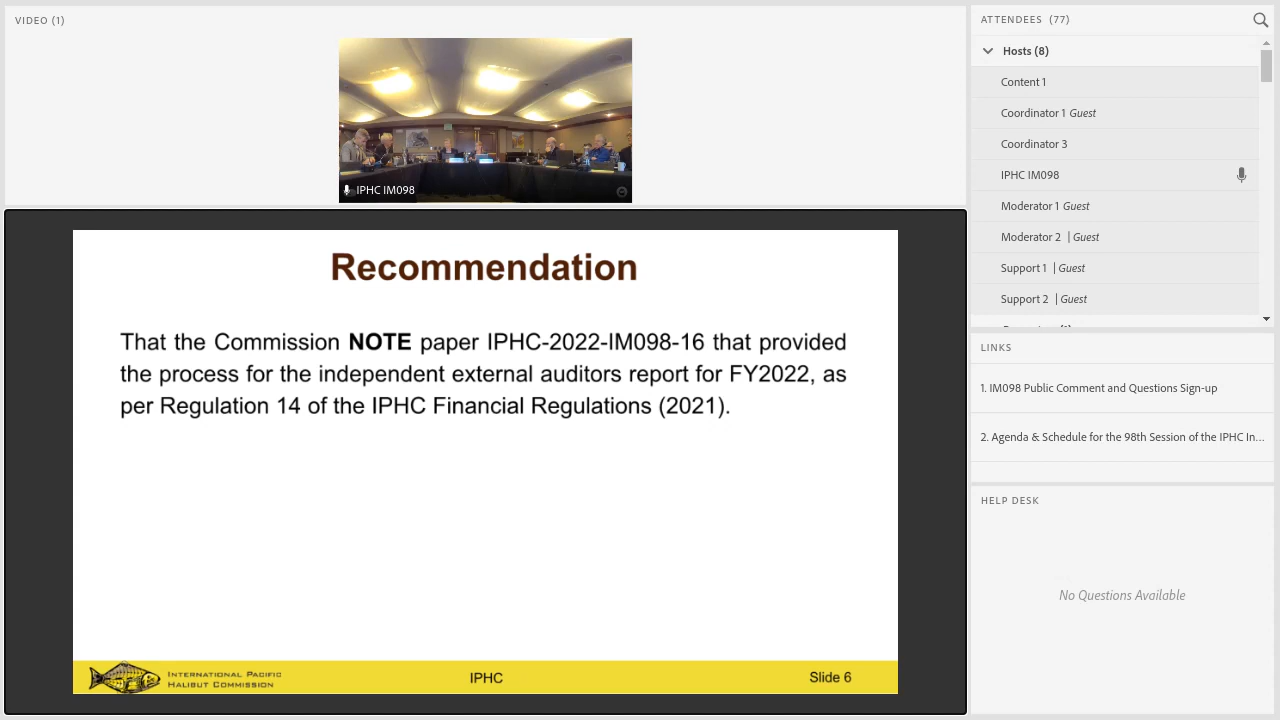 VIDEO (1)
IPHC IM098
Recommendation
That the Commission NOTE paper IPHC-2022-IM098-16 that provided
the process for the independent external auditors report for FY2022, as
per Regulation 14 of the IPHC Financial Regulations (2021).
INTERNATIONAL PACIFIC
HALIBUT COMMISSION
IPHC
Slide 6
ATTENDEES (77)
Hosts (8)
Content 1
Coordinator 1 Guest
Coordinator 3
IPHC IM098
Moderator 1 Guest
Moderator 2 | Guest
Support 1 | Guest
Support 2 | Guest
LINKS
1. IM098 Public Comment and Questions Sign-up
2. Agenda & Schedule for the 98th Session of the IPHC In...
HELP DESK
No Questions Available